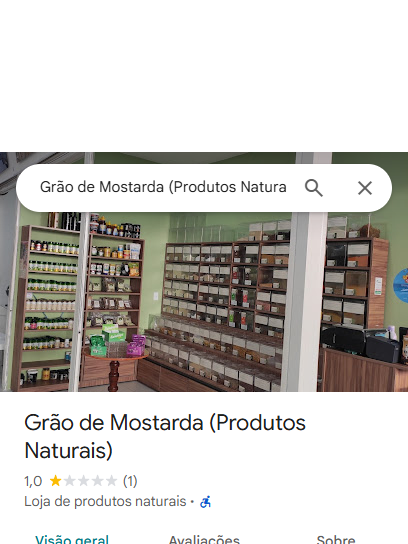 Grão de Mostarda (Produtos Natura
Grão de Mostarda (Produtos
Naturais)
1,0 (1)
Loja de produtos naturais ·
Visão geral Avaliações Sobre